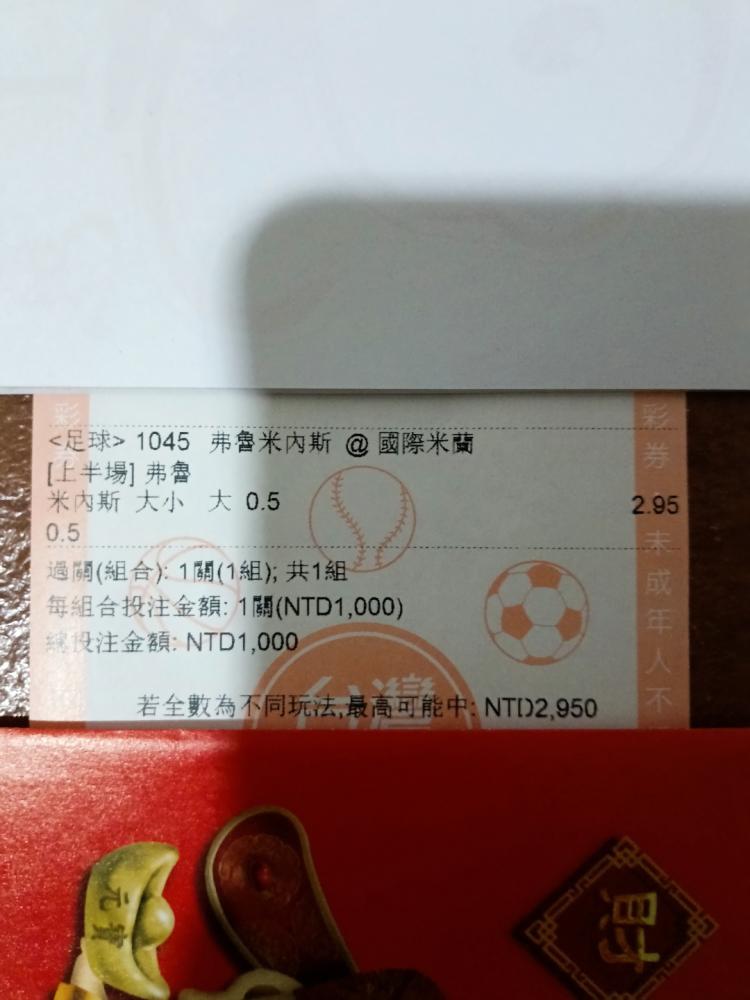 <足球> 1045 弗魯米內斯 @ 國際米蘭
[上半場] 弗魯
米內斯 大小 大 0.5 2.95
0.5
過關(組合): 1關(1組); 共1組
每組合投注金額: 1關(NTD1,000)
總投注金額: NTD1,000
若全數為不同玩法,最高可能中: NTD2,950
彩
彩券 未成年人不
台灣
元寶
財